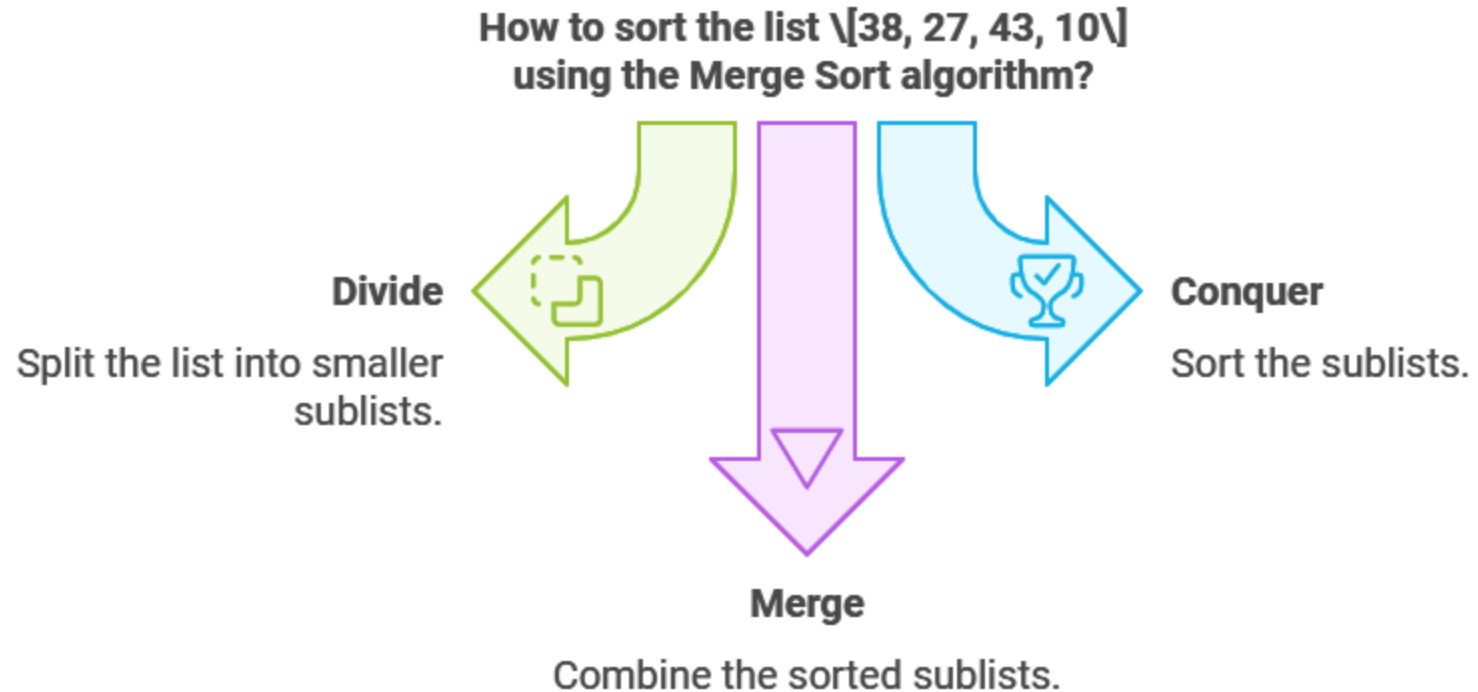 How to sort the list \[38, 27, 43, 10\]
using the Merge Sort algorithm?
Divide
Split the list into smaller
sublists.
Conquer
Sort the sublists.
Merge
Combine the sorted sublists.